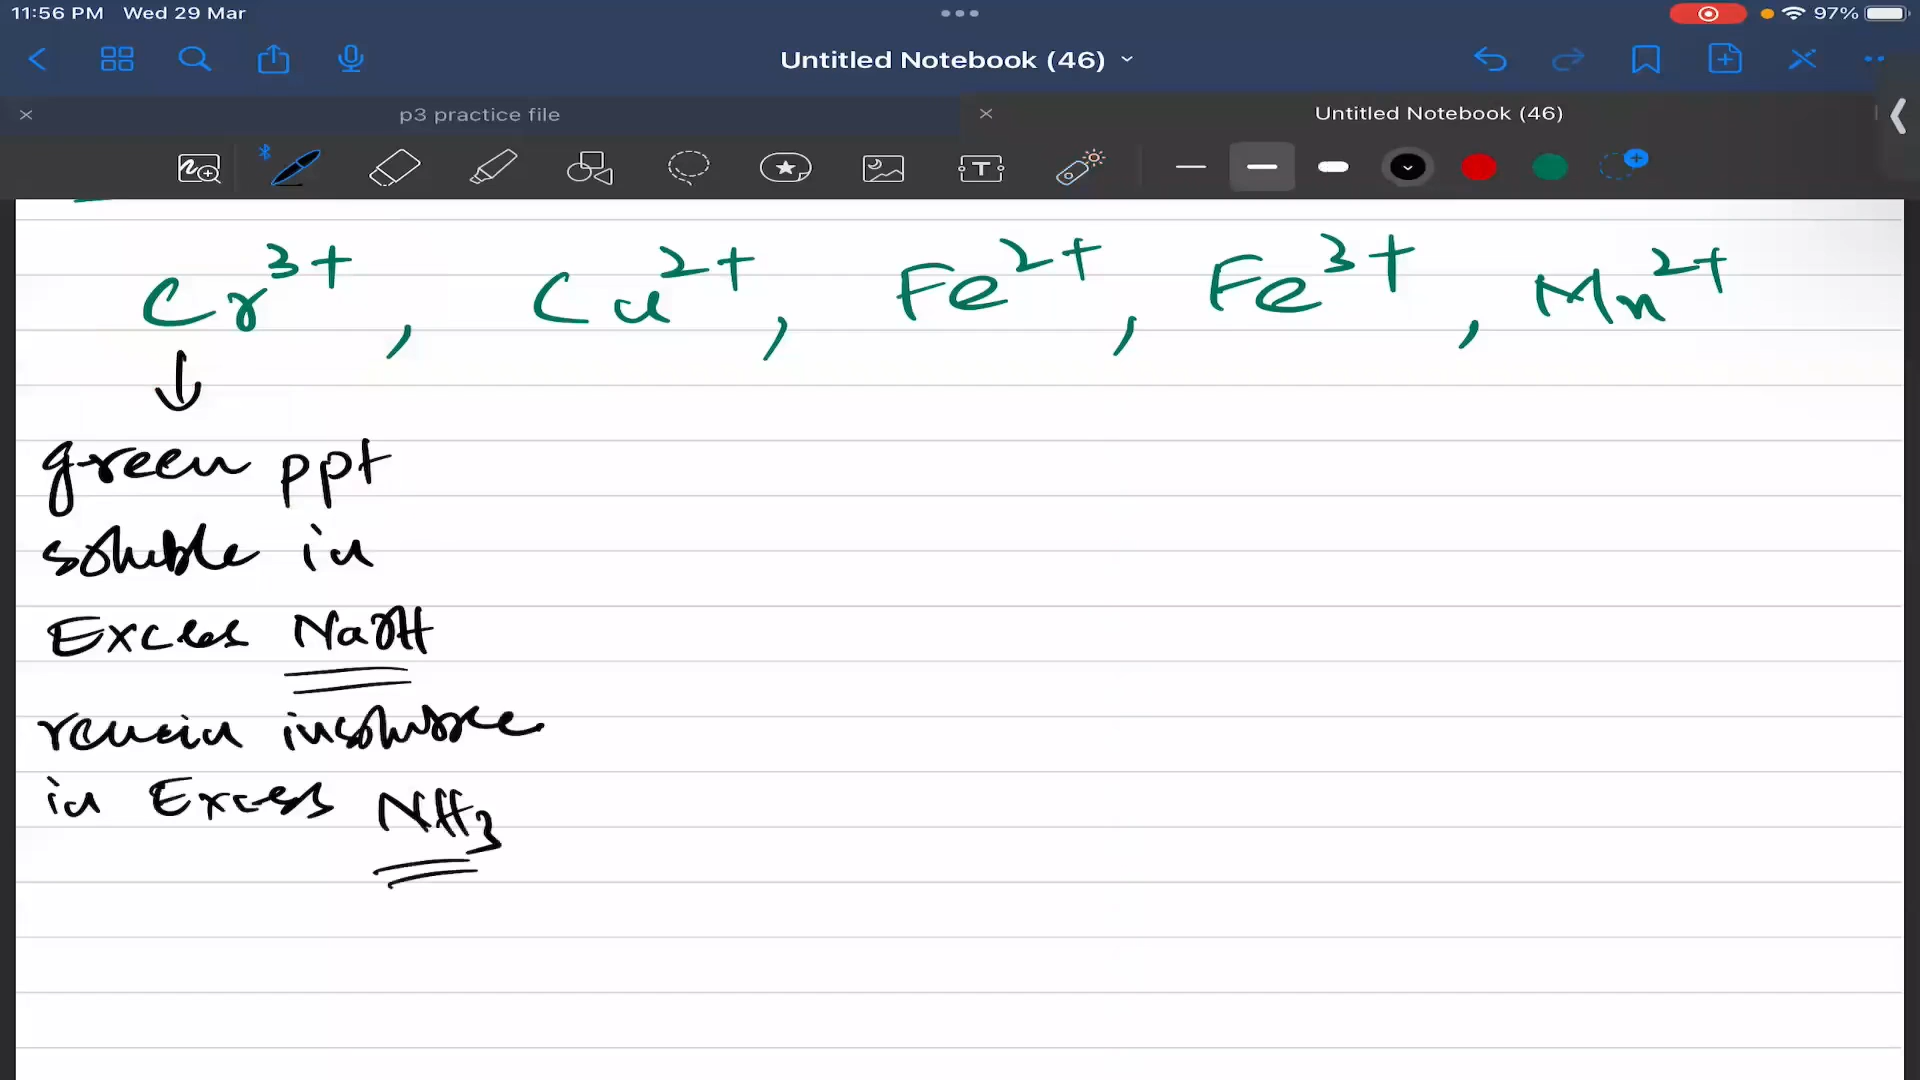 11:56 PM Wed 29 Mar
97%
Untitled Notebook (46)
p3 practice file
Untitled Notebook (46)
T
Cr³⁺, Cu²⁺, Fe²⁺, Fe³⁺, Mn²⁺
↓
green ppt
soluble in
Excess NaOH
remain insoluble
in Excess NH₃